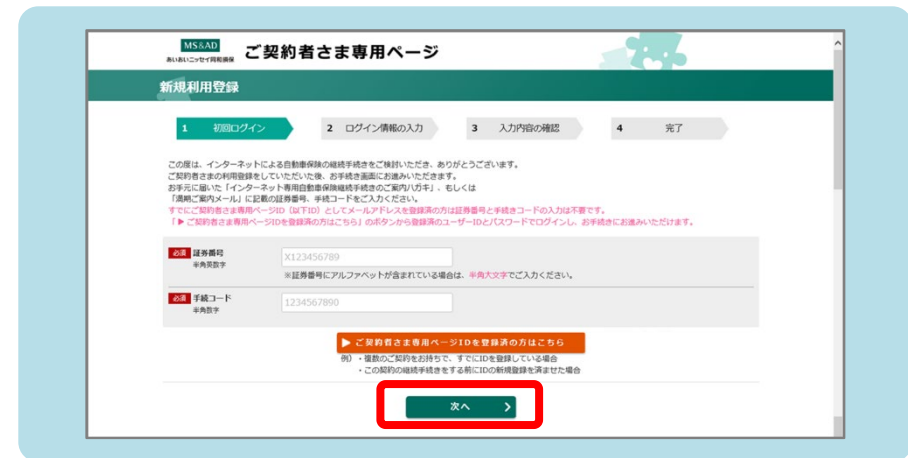 MS&AD
あいおいニッセイ同和損保
ご契約者さま専用ページ
新規利用登録
1 初回ログイン
2 ログイン情報の入力
3 入力内容の確認
4 完了
この度は、インターネットによる自動車保険の継続手続きをご検討いただき、ありがとうございます。
ご契約者さまの利用登録をしていただいた後、お手続き画面にお進みいただきます。
お手元に届いた「インターネット専用自動車保険継続手続きのご案内ハガキ」、もしくは
「満期ご案内メール」に記載の証券番号、手続コードをご入力ください。
すでにご契約者さま専用ページID（以下ID）としてメールアドレスを登録済の方は証券番号と手続きコードの入力は不要です。
「▶ご契約者さま専用ページIDを登録済の方はこちら」のボタンから登録済のユーザーIDとパスワードでログインし、お手続きにお進みいただけます。
必須 証券番号
半角英数字
X123456789
※証券番号にアルファベットが含まれている場合は、半角大文字でご入力ください。
必須 手続コード
半角数字
1234567890
▶ ご契約者さま専用ページIDを登録済の方はこちら
例）・複数のご契約をお持ちで、すでにIDを登録している場合
・この契約の継続手続きをする前にIDの新規登録を済ませた場合
次へ